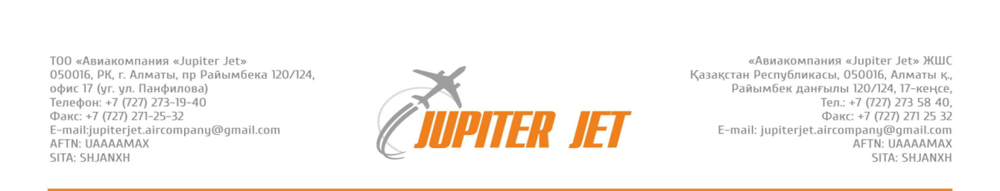 ТОО «Авиакомпания «Jupiter Jet»
050016, РК, г. Алматы, пр Райымбека 120/124,
офис 17 (уг. ул. Панфилова)
Телефон: +7 (727) 273-19-40
Факс: +7 (727) 271-25-32
E-mail:jupiterjet.aircompany@gmail.com
AFTN: UAAAAMAX
SITA: SHJANXH
JUPITER JET
«Авиакомпания «Jupiter Jet» ЖШС
Қазақстан Республикасы, 050016, Алматы қ.,
Райымбек даңғылы 120/124, 17-кеңсе,
Тел.: +7 (727) 273 58 40,
Факс: +7 (727) 271 25 32
E-mail: jupiterjet.aircompany@gmail.com
AFTN: UAAAAMAX
SITA: SHJANXH